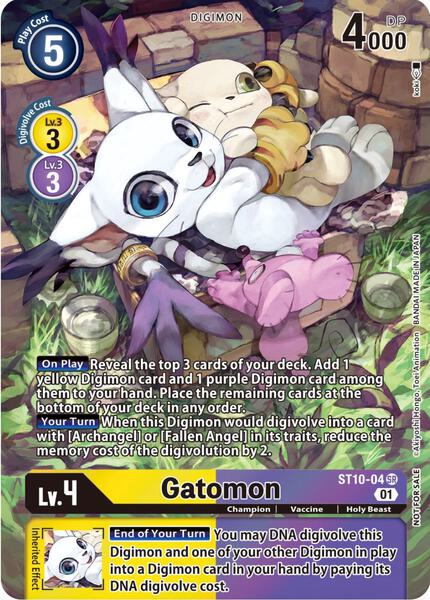 Play Cost
5
DIGIMON
DP
4000
koki
Digivolve Cost
Lv.3
3
Lv.3
3
©Akiyoshi Hongo, Toei Animation BANDAI MADE IN JAPAN
NOT FOR SALE
On Play Reveal the top 3 cards of your deck. Add 1
yellow Digimon card and 1 purple Digimon card among
them to your hand. Place the remaining cards at the
bottom of your deck in any order.
Your Turn When this Digimon would digivolve into a card
with [Archangel] or [Fallen Angel] in its traits, reduce the
memory cost of the digivolution by 2.
Lv.4
Gatomon
ST10-04 SR
01
Champion | Vaccine | Holy Beast
Inherited Effect
End of Your Turn You may DNA digivolve this
Digimon and one of your other Digimon in play
into a Digimon card in your hand by paying its
DNA digivolve cost.